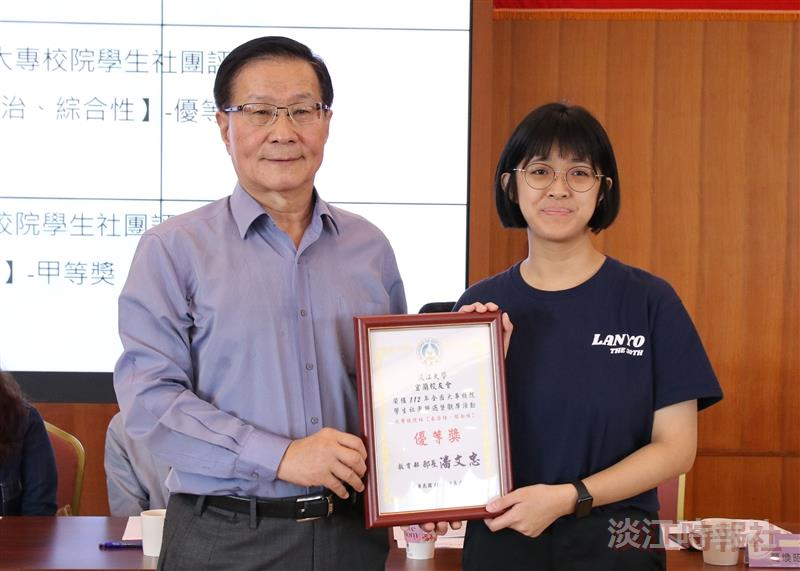 大專校院學生社團評
治、綜合性】-優等
校院學生社團評
】-甲等獎
LANYO
THE 30TH
淡江大學
宜蘭校友會
榮獲112年全國大專校院
學生社團評選暨觀摩活動
優等獎
教育部 部長 潘文忠
淡江時報社